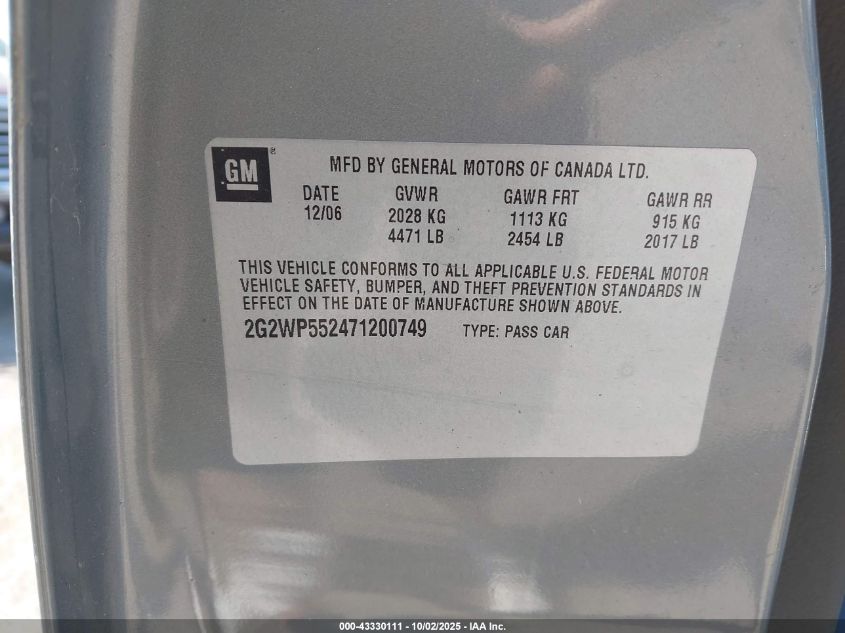 GM ®
MFD BY GENERAL MOTORS OF CANADA LTD.
DATE GVWR GAWR FRT GAWR RR
12/06 2028 KG 1113 KG 915 KG
4471 LB 2454 LB 2017 LB
THIS VEHICLE CONFORMS TO ALL APPLICABLE U.S. FEDERAL MOTOR
VEHICLE SAFETY, BUMPER, AND THEFT PREVENTION STANDARDS IN
EFFECT ON THE DATE OF MANUFACTURE SHOWN ABOVE.
2G2WP552471200749 TYPE: PASS CAR
000-43330111 - 10/02/2025 - IAA Inc.